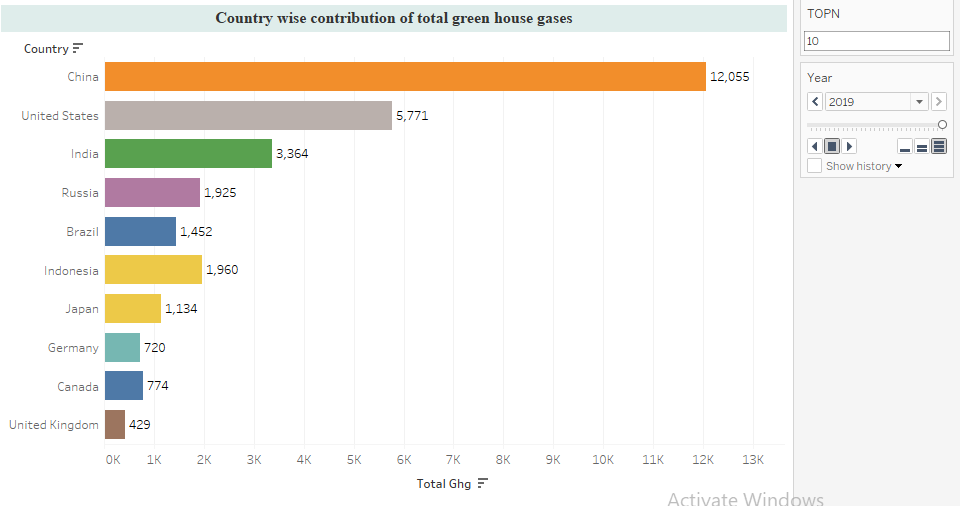 Country wise contribution of total green house gases
Country
China 12,055
United States 5,771
India 3,364
Russia 1,925
Brazil 1,452
Indonesia 1,960
Japan 1,134
Germany 720
Canada 774
United Kingdom 429
0K 1K 2K 3K 4K 5K 6K 7K 8K 9K 10K 11K 12K 13K
Total Ghg
TOPN
10
Year
2019
Show history
Activate Windows